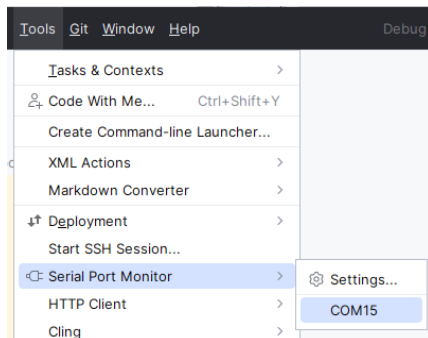 Tools Git Window Help Debug
Tasks & Contexts
Code With Me... Ctrl+Shift+Y
Create Command-line Launcher...
XML Actions
Markdown Converter
Deployment
Start SSH Session...
Serial Port Monitor
Settings...
HTTP Client
COM15
Cling